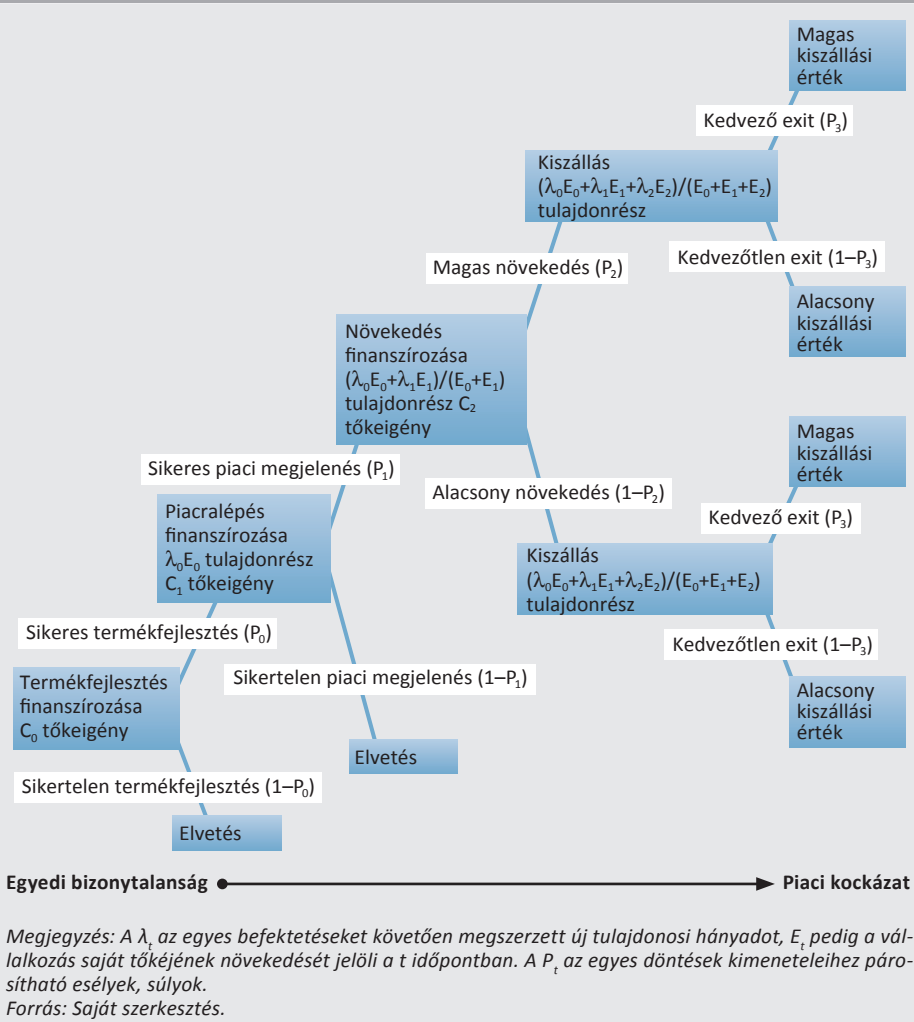 Magas
kiszállási
érték
Kedvező exit (P₃)
Kiszállás
(λ₀E₀+λ₁E₁+λ₂E₂)/(E₀+E₁+E₂)
tulajdonrész
Magas növekedés (P₂)
Kedvezőtlen exit (1–P₃)
Alacsony
kiszállási
érték
Növekedés
finanszírozása
(λ₀E₀+λ₁E₁)/(E₀+E₁)
tulajdonrész C₂
tőkeigény
Magas
kiszállási
érték
Sikeres piaci megjelenés (P₁)
Alacsony növekedés (1–P₂)
Kedvező exit (P₃)
Piacralépés
finanszírozása
λ₀E₀ tulajdonrész
C₁ tőkeigény
Kiszállás
(λ₀E₀+λ₁E₁+λ₂E₂)/(E₀+E₁+E₂)
tulajdonrész
Sikeres termékfejlesztés (P₀)
Kedvezőtlen exit (1–P₃)
Sikertelen piaci megjelenés (1–P₁)
Termékfejlesztés
finanszírozása
C₀ tőkeigény
Alacsony
kiszállási
érték
Elvetés
Sikertelen termékfejlesztés (1–P₀)
Elvetés
Egyedi bizonytalanság
Piaci kockázat
Megjegyzés: A λₜ az egyes befektetéseket követően megszerzett új tulajdonosi hányadot, Eₜ pedig a vál-
lalkozás saját tőkéjének növekedését jelöli a t időpontban. A Pₜ az egyes döntések kimeneteleihez páro-
sítható esélyek, súlyok.
Forrás: Saját szerkesztés.